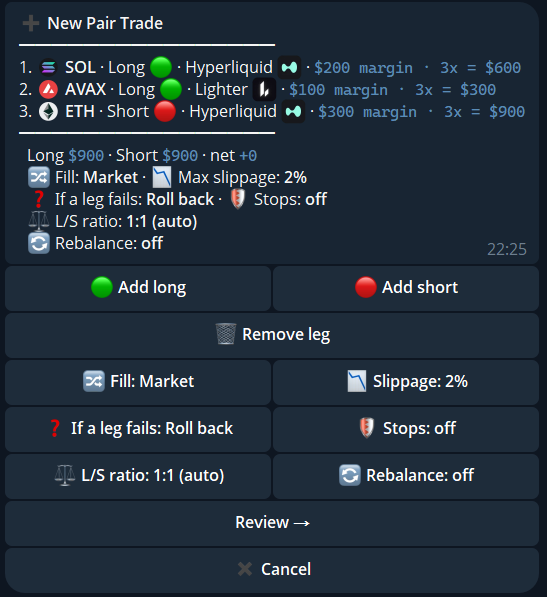 ➕ New Pair Trade
1. SOL · Long 🟢 · Hyperliquid · $200 margin · 3x = $600
2. AVAX · Long 🟢 · Lighter · $100 margin · 3x = $300
3. ETH · Short 🔴 · Hyperliquid · $300 margin · 3x = $900
Long $900 · Short $900 · net +0
🔀 Fill: Market · 📉 Max slippage: 2%
❓ If a leg fails: Roll back · Stops: off
⚖️ L/S ratio: 1:1 (auto)
🔄 Rebalance: off
22:25
🟢 Add long
🔴 Add short
🗑️ Remove leg
🔀 Fill: Market
📉 Slippage: 2%
❓ If a leg fails: Roll back
Stops: off
⚖️ L/S ratio: 1:1 (auto)
🔄 Rebalance: off
Review →
✖️ Cancel